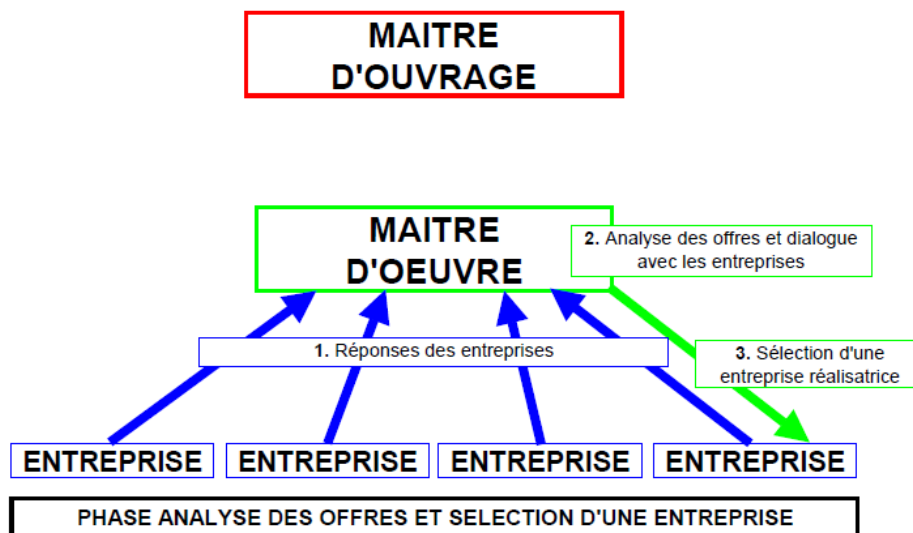 MAITRE
D'OUVRAGE
MAITRE
D'OEUVRE
2. Analyse des offres et dialogue
avec les entreprises
1. Réponses des entreprises
3. Sélection d'une
entreprise réalisatrice
ENTREPRISE ENTREPRISE ENTREPRISE ENTREPRISE
PHASE ANALYSE DES OFFRES ET SELECTION D'UNE ENTREPRISE